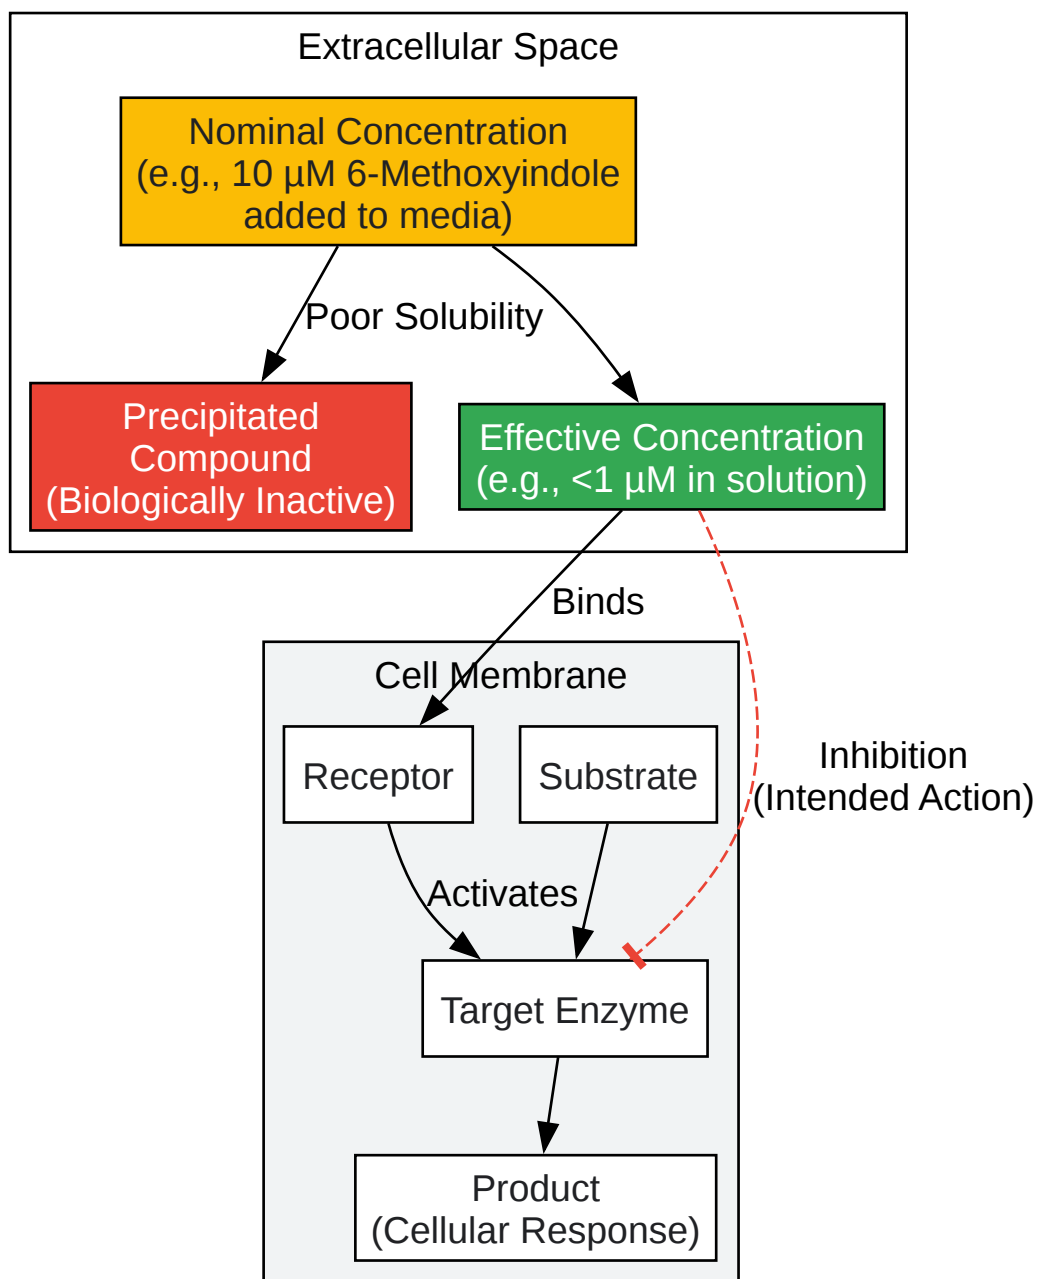 Extracellular Space
Nominal Concentration
(e.g., 10 µM 6-Methoxyindole
added to media)
Poor Solubility
Precipitated
Compound
(Biologically Inactive)
Effective Concentration
(e.g., <1 µM in solution)
Binds
Cell Membrane
Receptor
Substrate
Inhibition
(Intended Action)
Activates
Target Enzyme
Product
(Cellular Response)